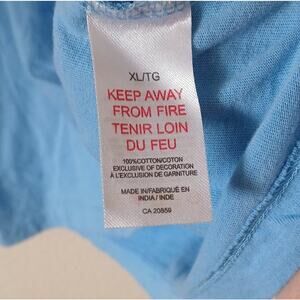 XL/TG
KEEP AWAY
FROM FIRE
TENIR LOIN
DU FEU
100%COTTON/COTON
EXCLUSIVE OF DECORATION
À L'EXCLUSION DE GARNITURE
MADE IN/FABRIQUÉ EN
INDIA / INDE
CA 20859